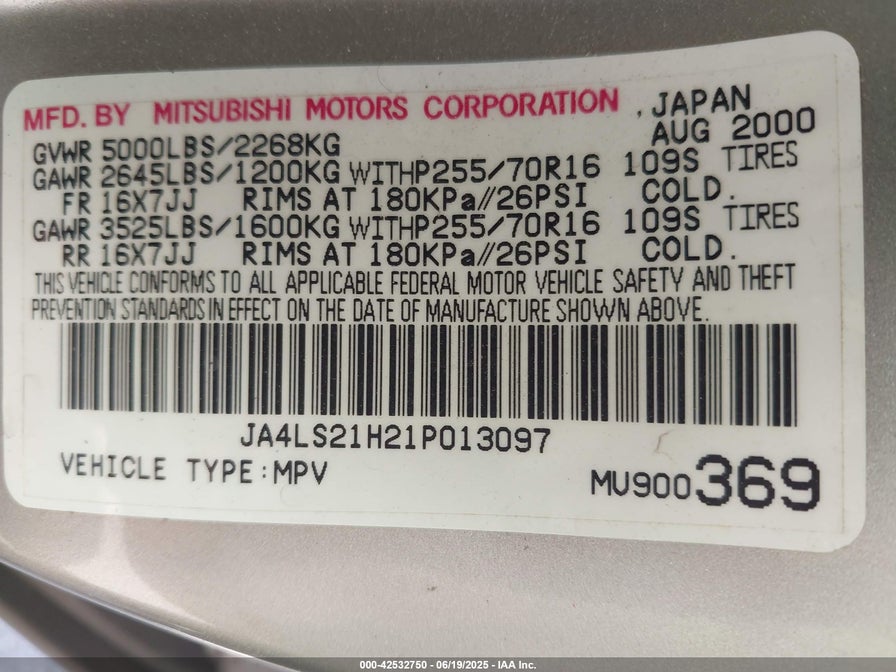 MFD. BY MITSUBISHI MOTORS CORPORATION , JAPAN
GVWR 5000LBS/2268KG AUG 2000
GAWR 2645LBS/1200KG WITHP255/70R16 109S TIRES
FR 16X7JJ RIMS AT 180KPa//26PSI COLD.
GAWR 3525LBS/1600KG WITHP255/70R16 109S TIRES
RR 16X7JJ RIMS AT 180KPa//26PSI COLD.
THIS VEHICLE CONFORMS TO ALL APPLICABLE FEDERAL MOTOR VEHICLE SAFETY AND THEFT
PREVENTION STANDARDS IN EFFECT ON THE DATE OF MANUFACTURE SHOWN ABOVE.
JA4LS21H21P013097
VEHICLE TYPE:MPV MU900369
000-42532750 - 06/19/2025 - IAA Inc.